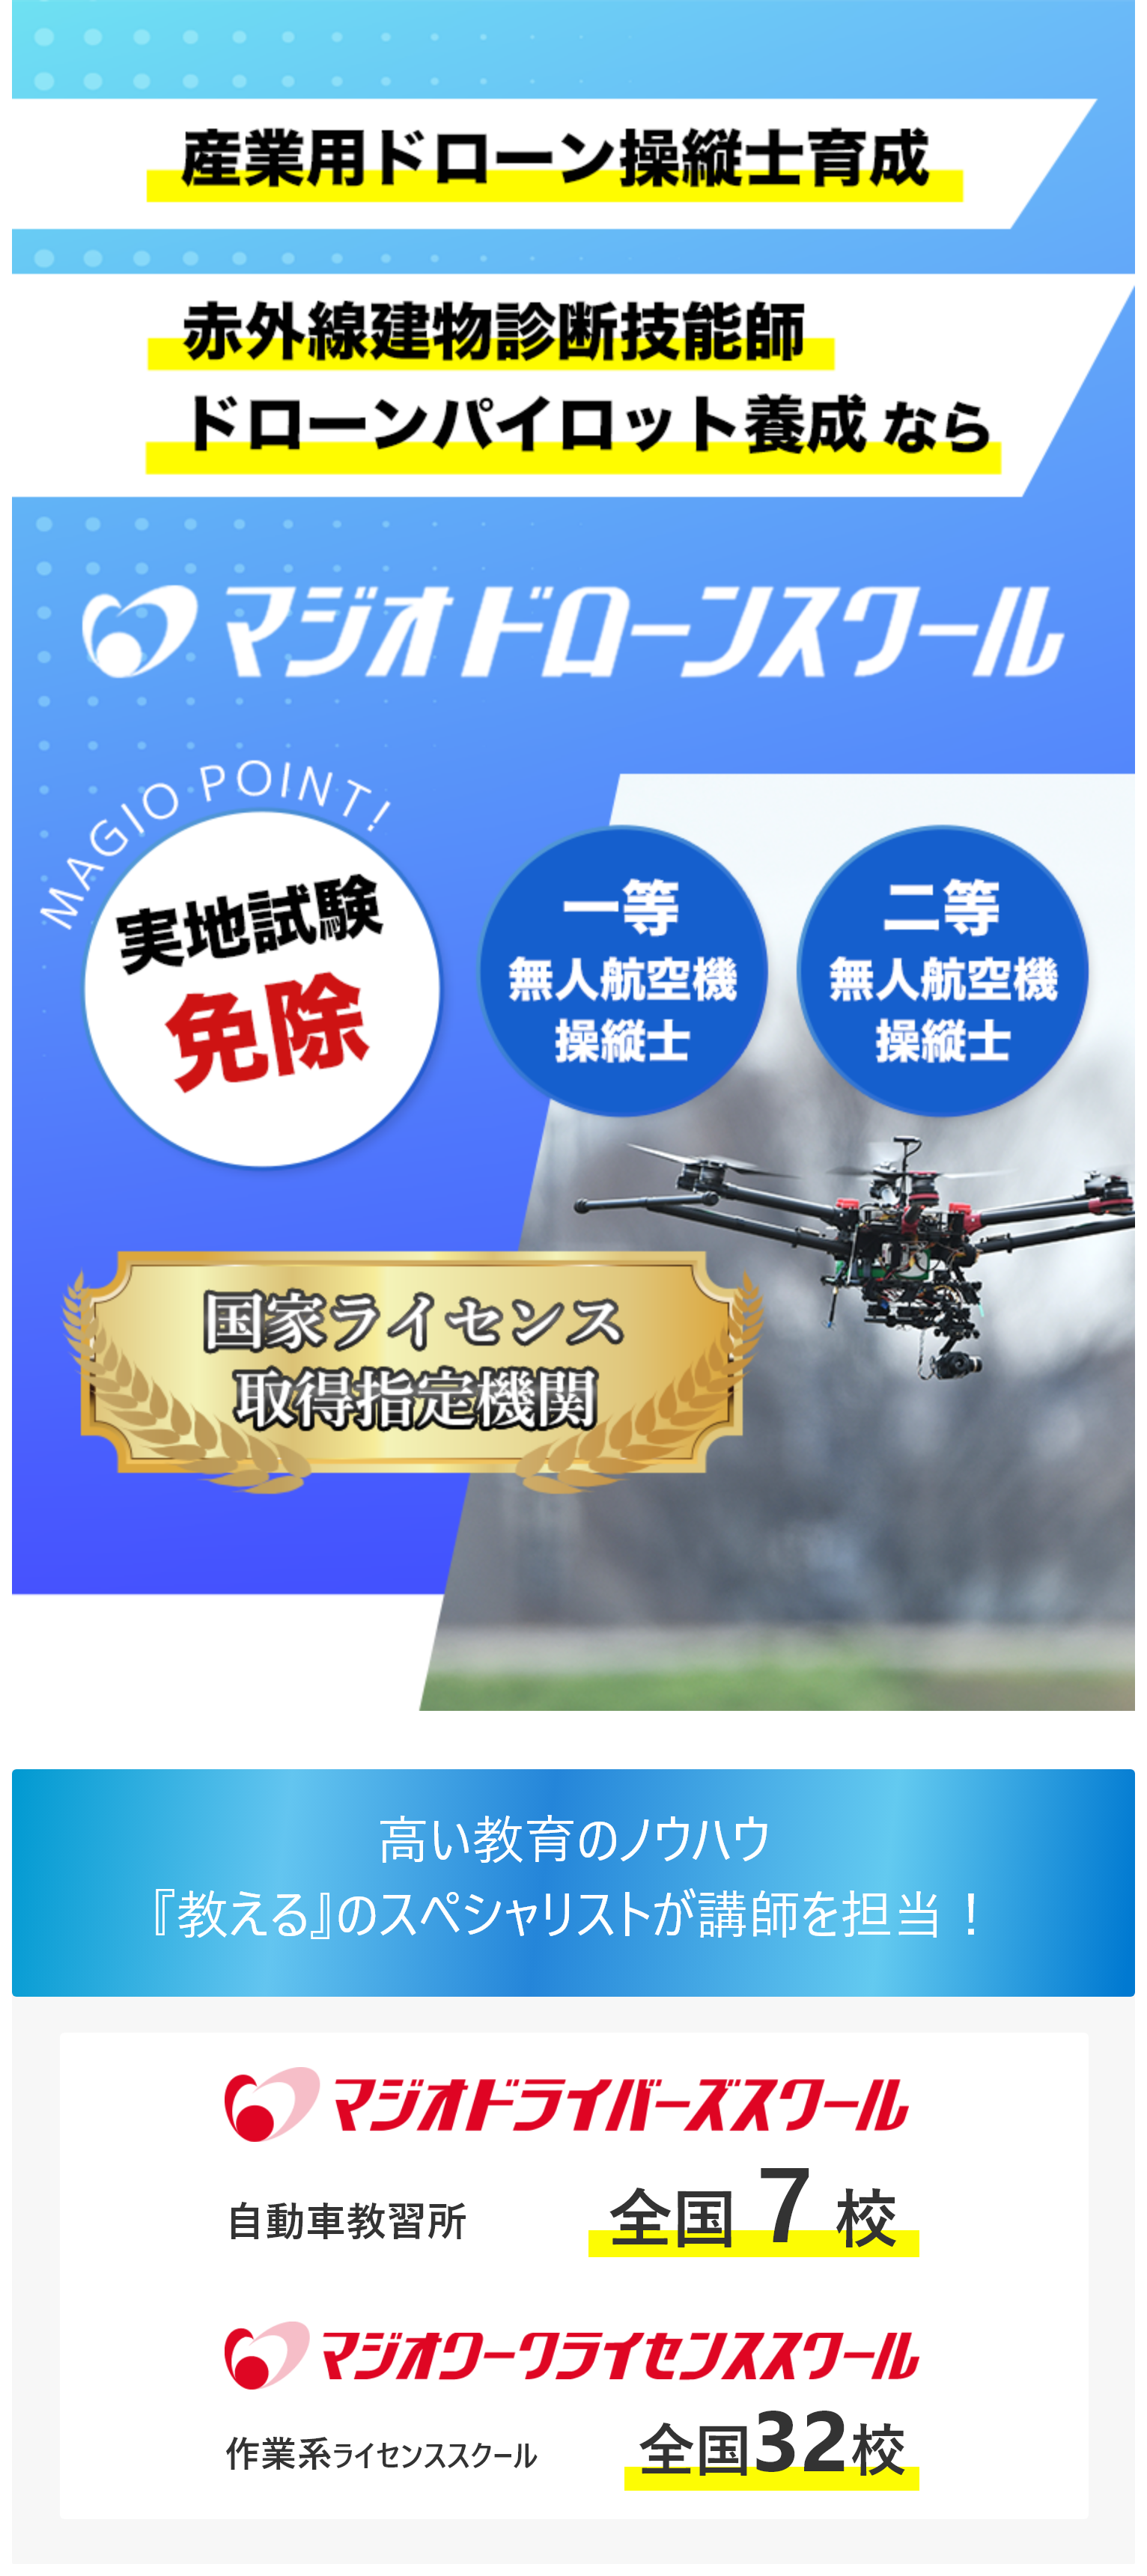 産業用ドローン操縦士育成
赤外線建物診断技能師
ドローンパイロット養成 なら
マジオドローンスクール
MAGIO POINT!
実地試験
免除
一等
無人航空機
操縦士
二等
無人航空機
操縦士
国家ライセンス
取得指定機関
高い教育のノウハウ
『教える』のスペシャリストが講師を担当！
マジオドライバーズスクール
自動車教習所 全国 7 校
マジオワークライセンススクール
作業系ライセンススクール 全国32校